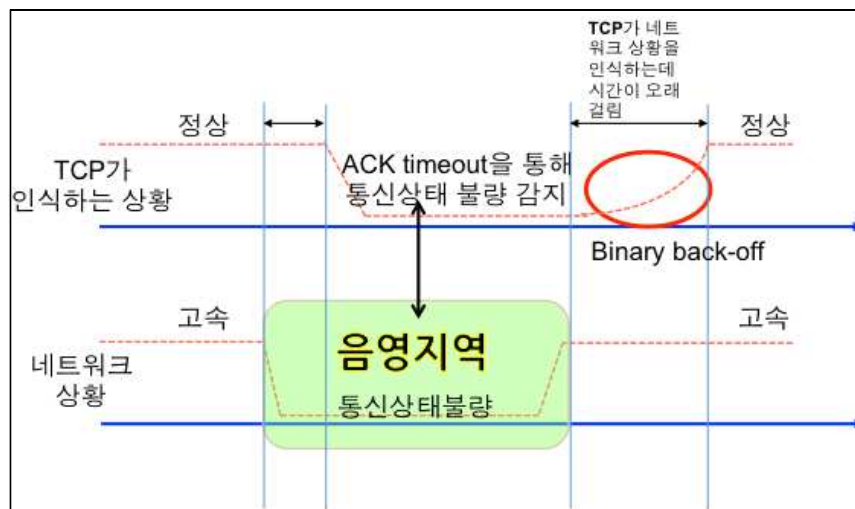 TCP가 네트
워크 상황을
인식하는데
시간이 오래
걸림
정상
정상
TCP가
인식하는 상황
ACK timeout을 통해
통신상태 불량 감지
Binary back-off
고속
고속
네트워크
상황
음영지역
통신상태불량